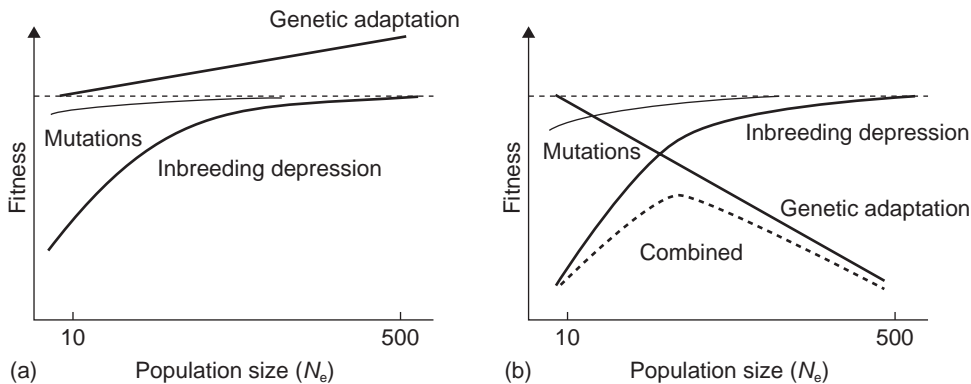 Genetic adaptation
Mutations
Inbreeding depression
Fitness
10
500
(a)
Population size (Ne)
Mutations
Inbreeding depression
Genetic adaptation
Combined
Fitness
10
500
(b)
Population size (Ne)